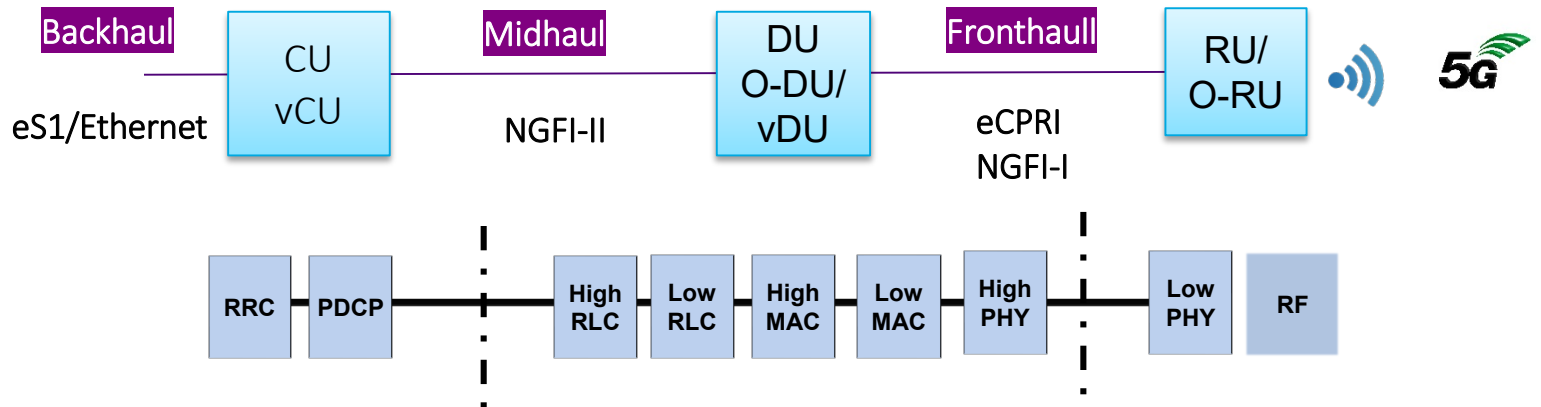 Backhaul
Midhaul
Fronthaull
CU
vCU
DU
O-DU/
vDU
RU/
O-RU
5G
eS1/Ethernet
NGFI-II
eCPRI
NGFI-I
RRC
PDCP
High
RLC
Low
RLC
High
MAC
Low
MAC
High
PHY
Low
PHY
RF